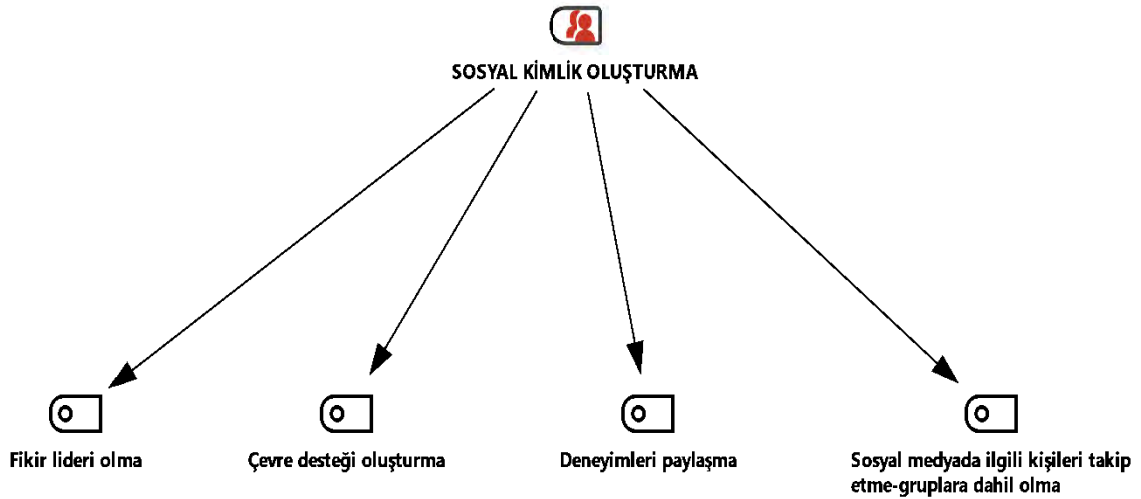 SOSYAL KİMLİK OLUŞTURMA
Fikir lideri olma
Çevre desteği oluşturma
Deneyimleri paylaşma
Sosyal medyada ilgili kişileri takip
etme-gruplara dahil olma